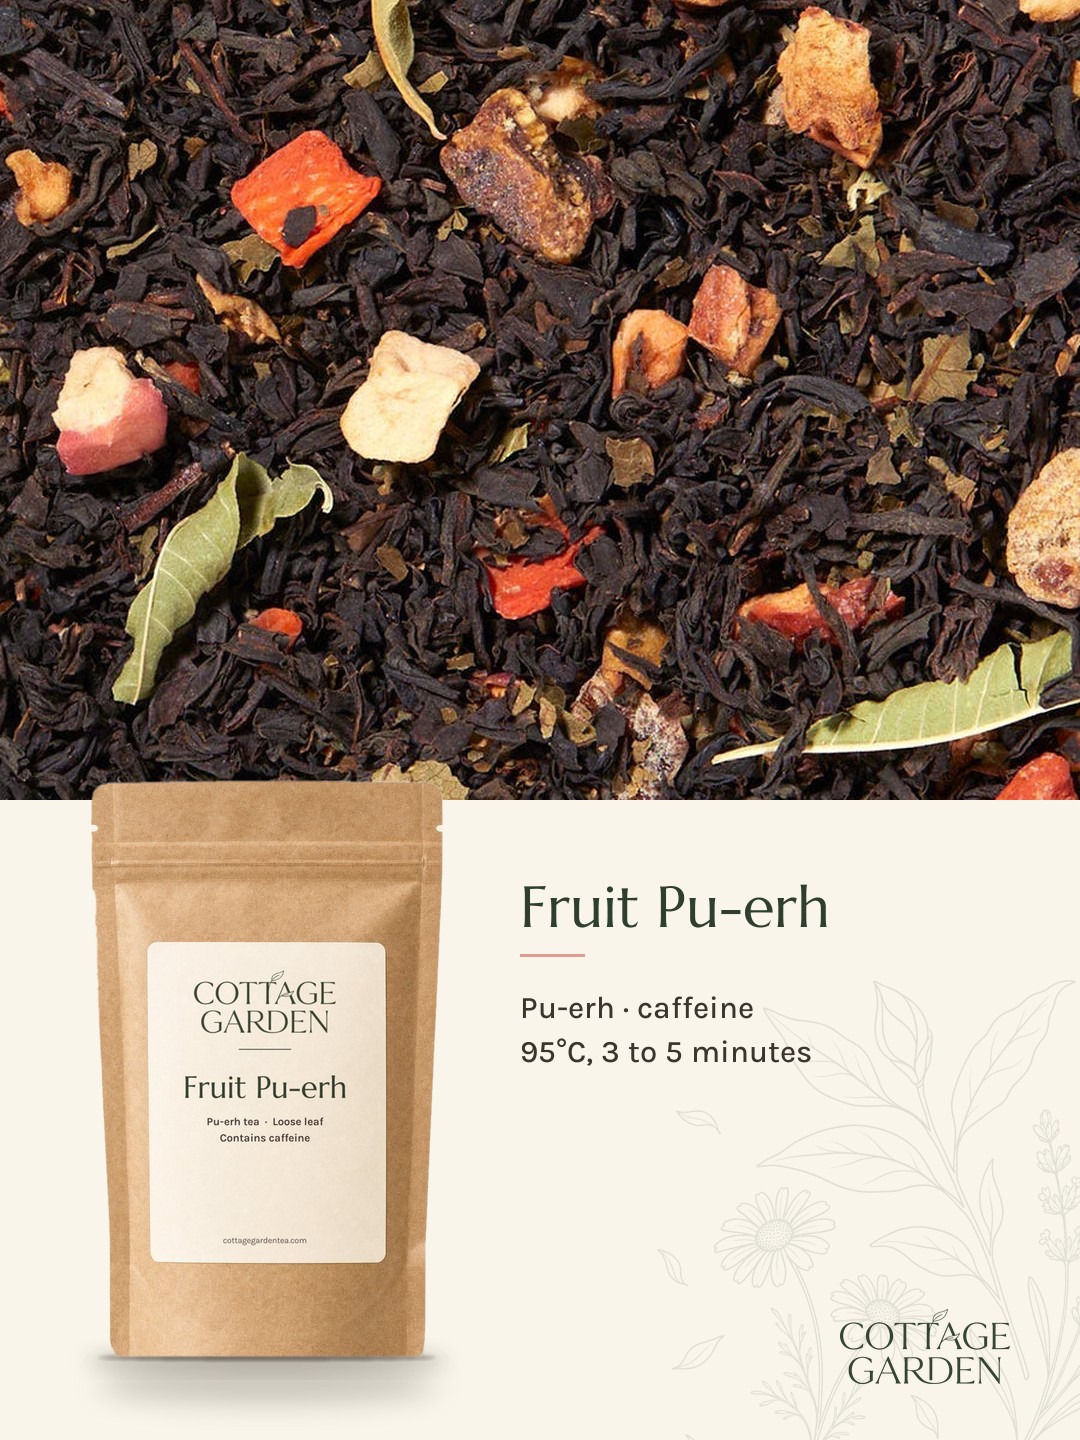 Fruit Pu-erh
Pu-erh · caffeine
95°C, 3 to 5 minutes
COTTAGE
GARDEN
Fruit Pu-erh
Pu-erh tea · Loose leaf
Contains caffeine
cottagegardentea.com
COTTAGE
GARDEN